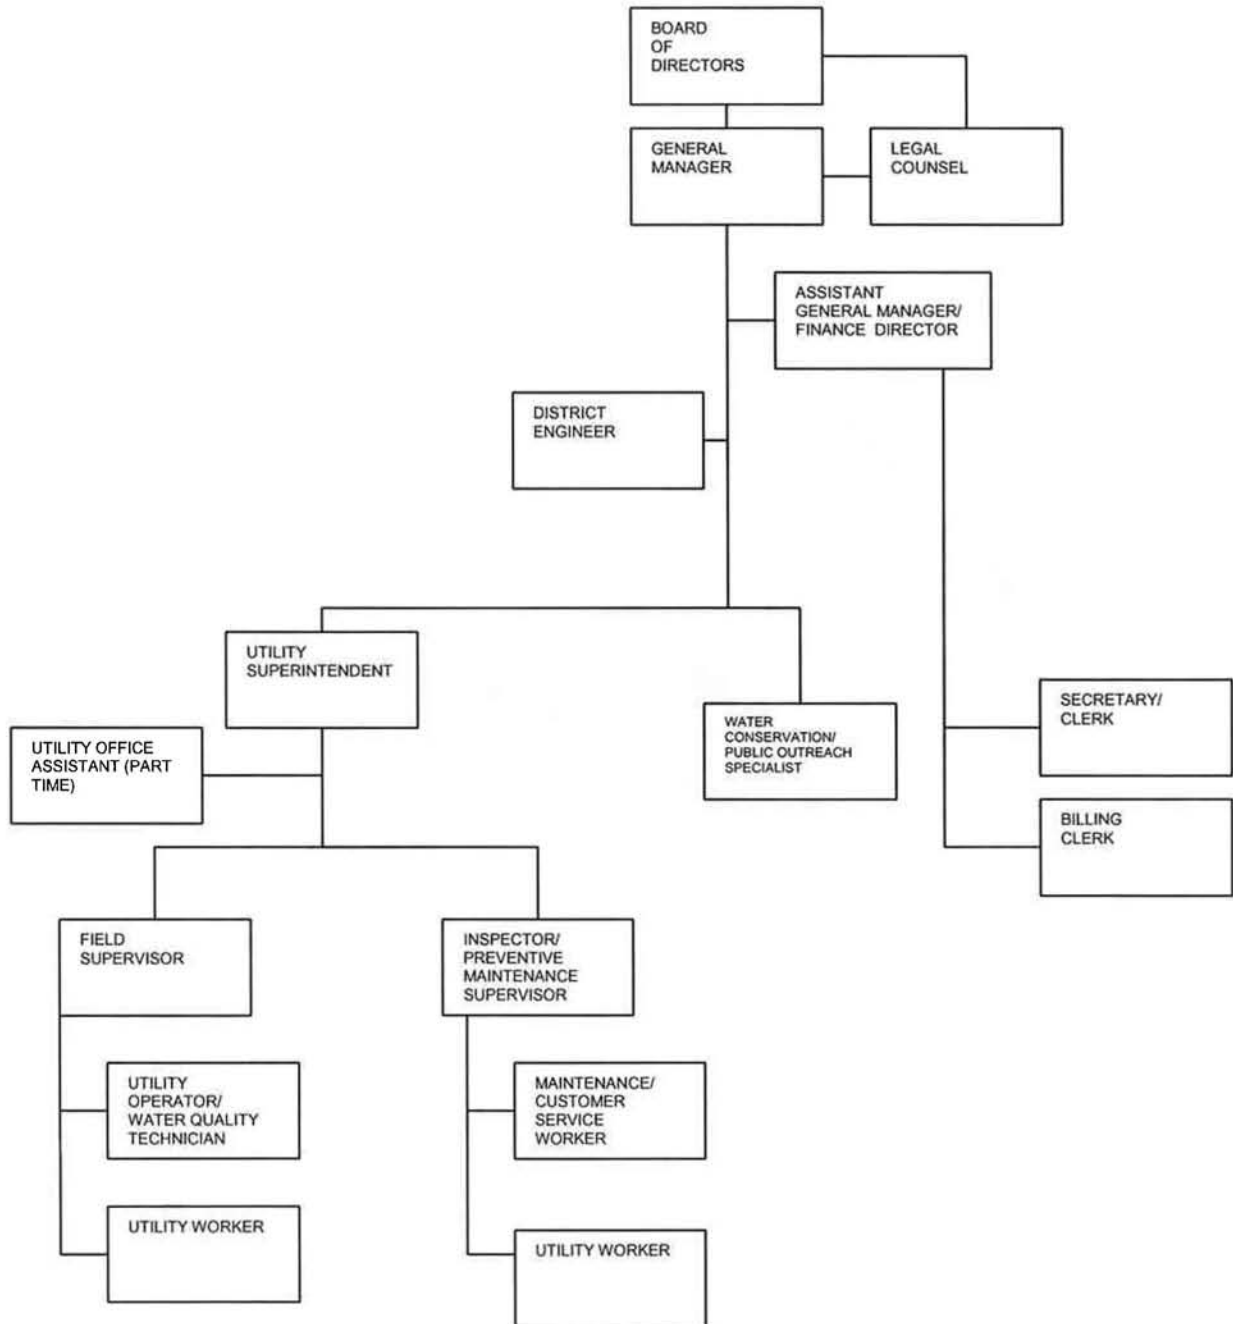 BOARD
OF
DIRECTORS
GENERAL
MANAGER
LEGAL
COUNSEL
ASSISTANT
GENERAL MANAGER/
FINANCE DIRECTOR
DISTRICT
ENGINEER
UTILITY
SUPERINTENDENT
WATER
CONSERVATION/
PUBLIC OUTREACH
SPECIALIST
SECRETARY/
CLERK
UTILITY OFFICE
ASSISTANT (PART
TIME)
BILLING
CLERK
FIELD
SUPERVISOR
INSPECTOR/
PREVENTIVE
MAINTENANCE
SUPERVISOR
UTILITY
OPERATOR/
WATER QUALITY
TECHNICIAN
MAINTENANCE/
CUSTOMER
SERVICE
WORKER
UTILITY WORKER
UTILITY WORKER